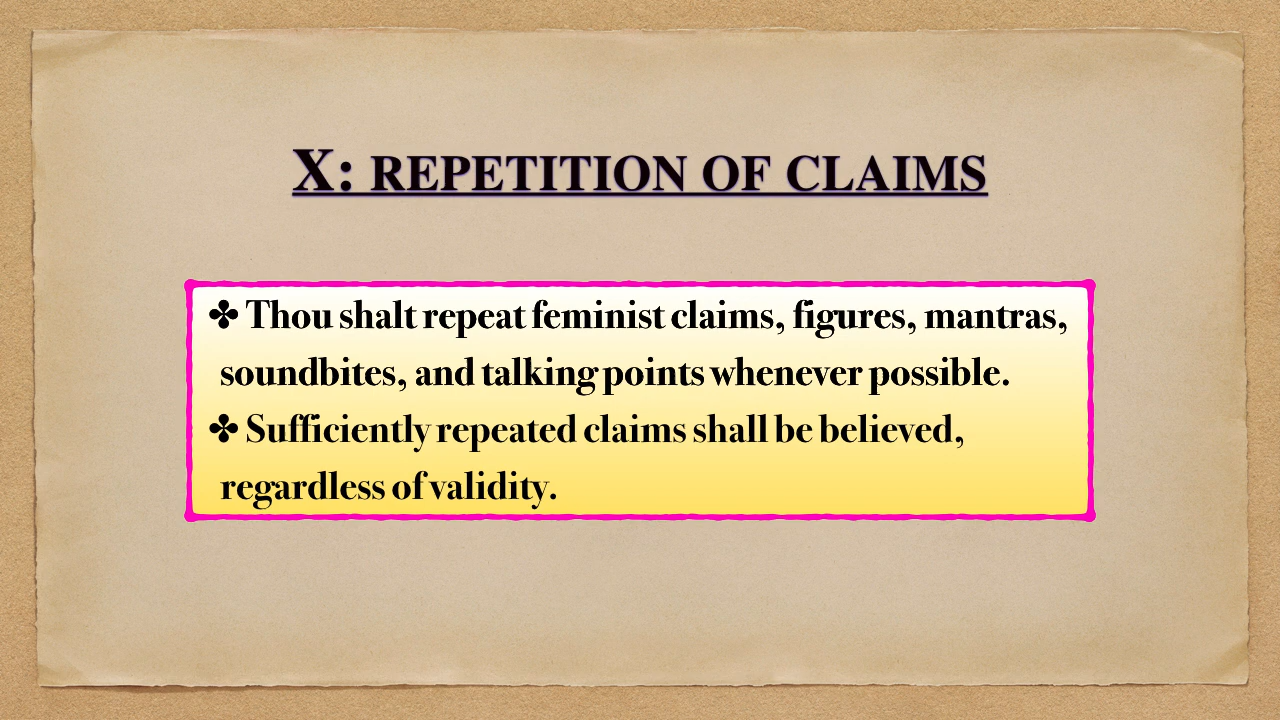 X: REPETITION OF CLAIMS
✤ Thou shalt repeat feminist claims, figures, mantras,
soundbites, and talking points whenever possible.
✤ Sufficiently repeated claims shall be believed,
regardless of validity.